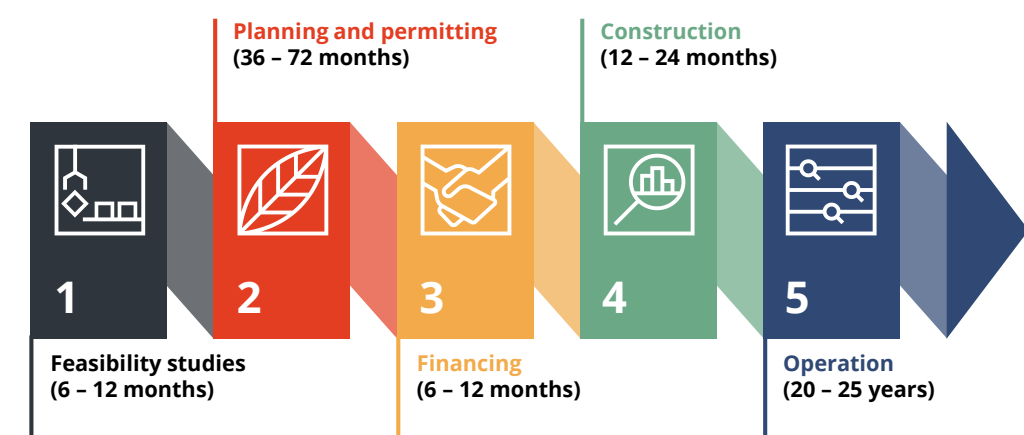 Planning and permitting
(36 – 72 months)
Construction
(12 – 24 months)
1
2
3
4
5
Feasibility studies
(6 – 12 months)
Financing
(6 – 12 months)
Operation
(20 – 25 years)